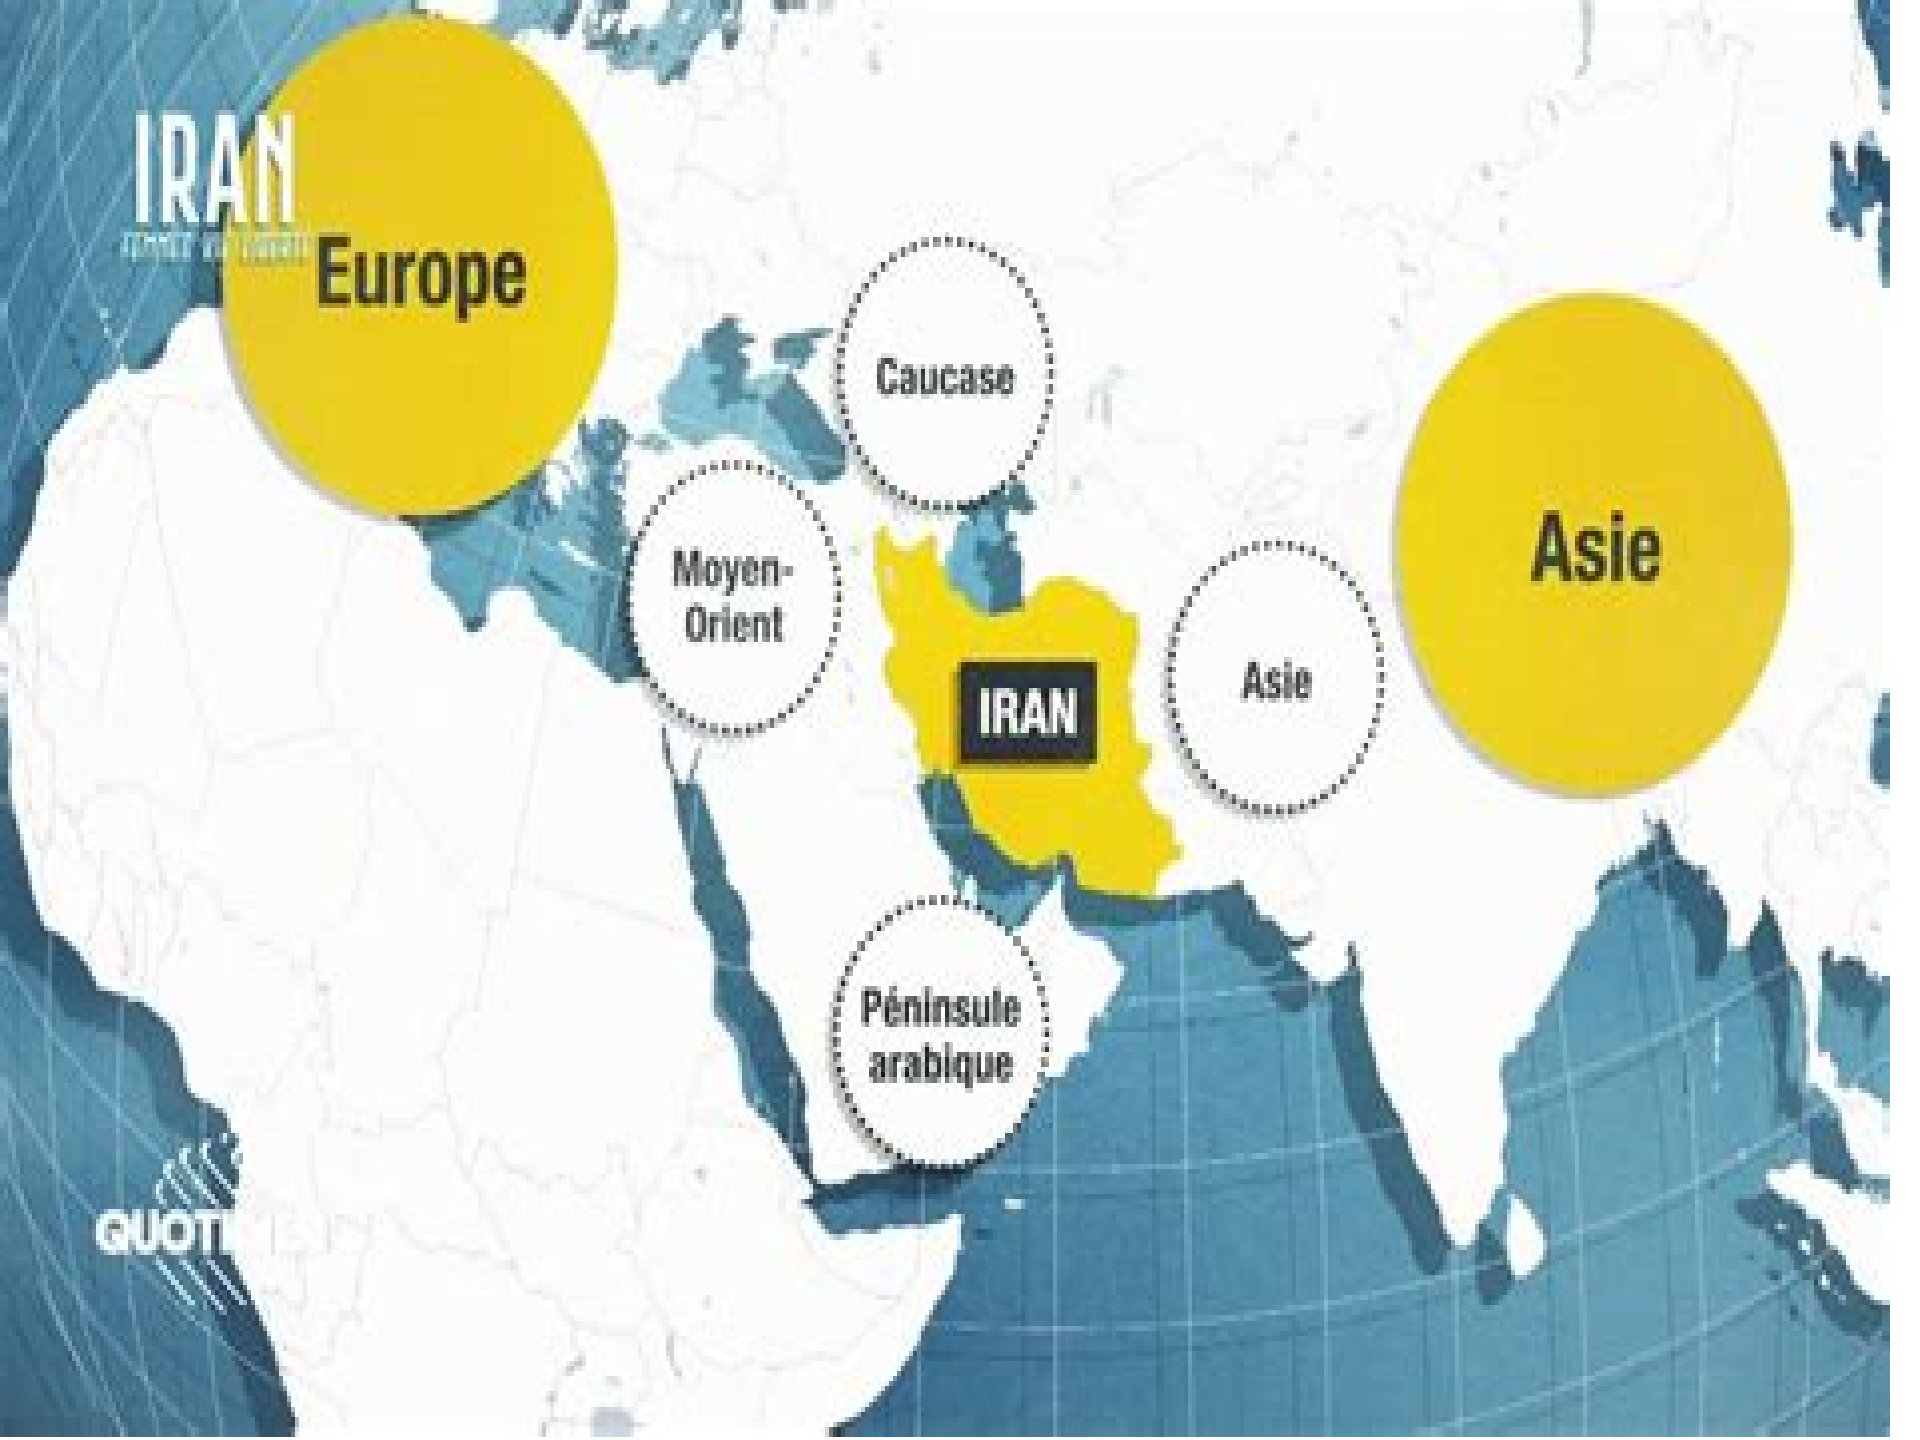 IRAN
Europe
Caucase
Asie
Moyen-
Orient
IRAN
Asie
Péninsule
arabique